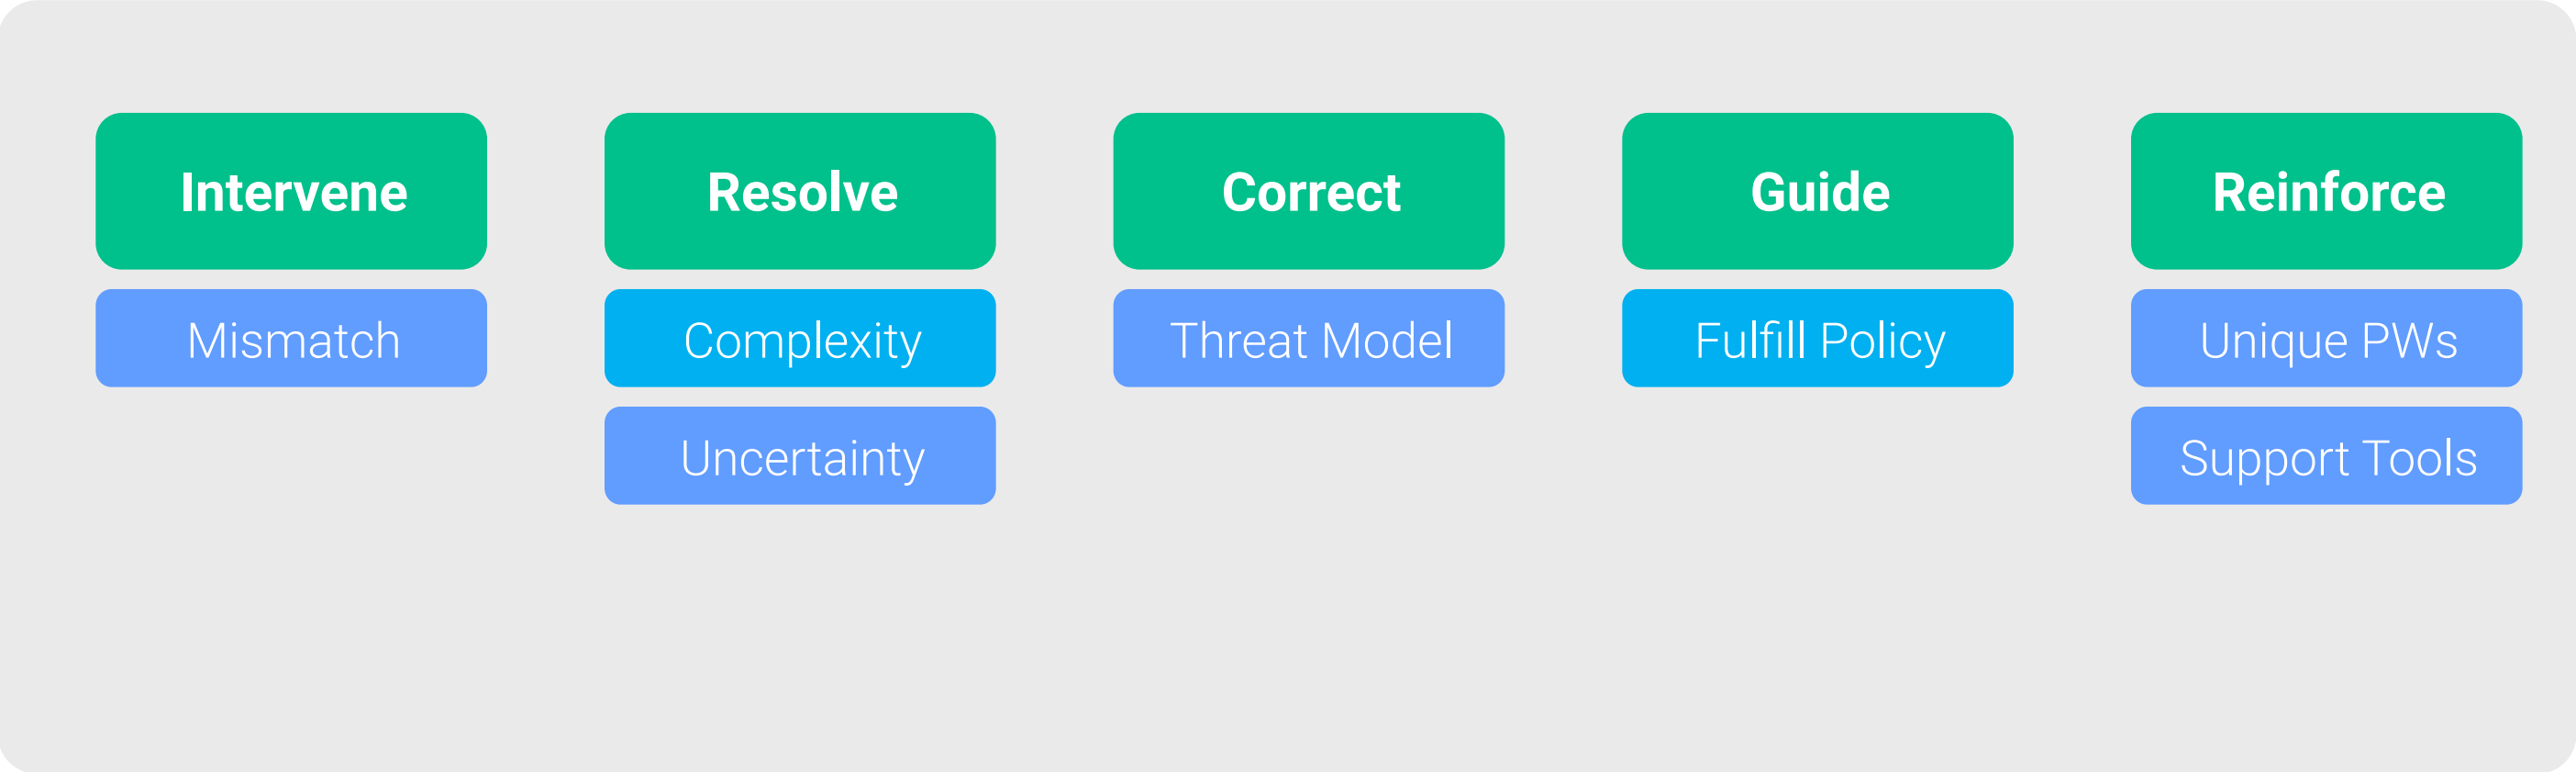 Intervene
Resolve
Correct
Guide
Reinforce
Mismatch
Complexity
Threat Model
Fulfill Policy
Unique PWs
Uncertainty
Support Tools